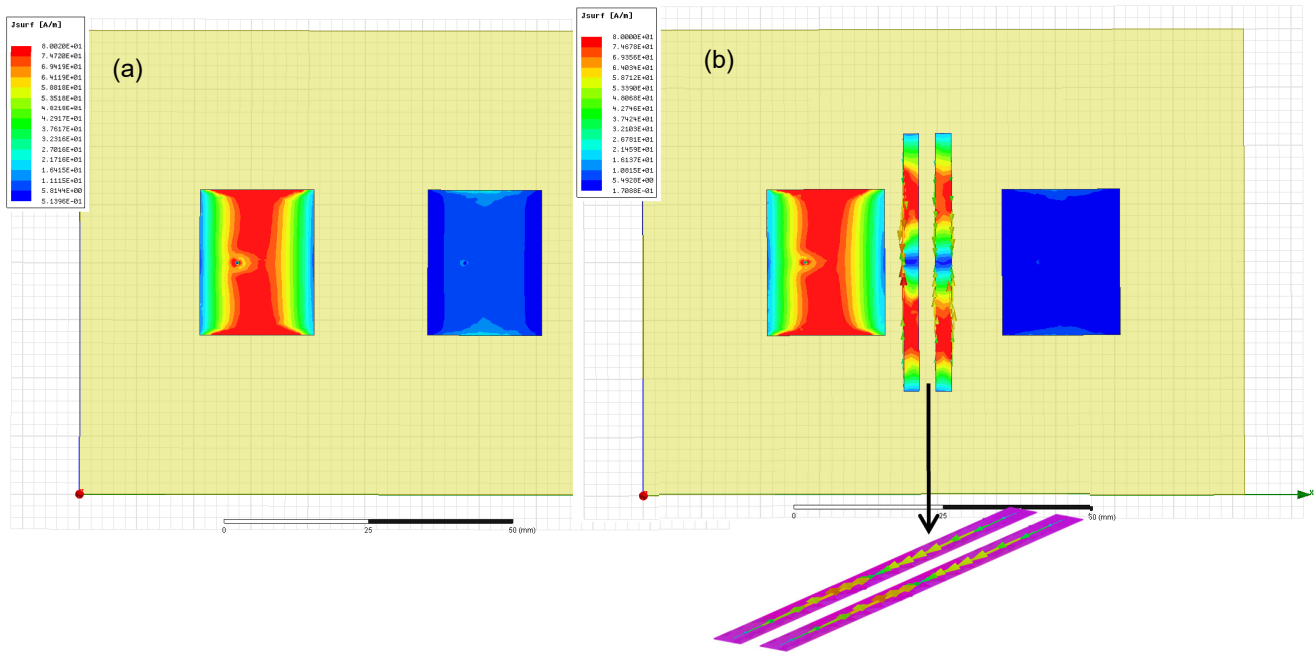 Jsurf [A/m]
8.0020E+01
7.4720E+01
6.9419E+01
6.4119E+01
5.8818E+01
5.3518E+01
4.8218E+01
4.2917E+01
3.7617E+01
3.2316E+01
2.7016E+01
2.1716E+01
1.6415E+01
1.1115E+01
5.8144E+00
5.1396E-01
(a)
0
25
50 (mm)
Jsurf [A/m]
8.0000E+01
7.4678E+01
6.9356E+01
6.4034E+01
5.8712E+01
5.3390E+01
4.8068E+01
4.2746E+01
3.7424E+01
3.2103E+01
2.6781E+01
2.1459E+01
1.6137E+01
1.0815E+01
5.4928E+00
1.7088E-01
(b)
x
0
25
50 (mm)